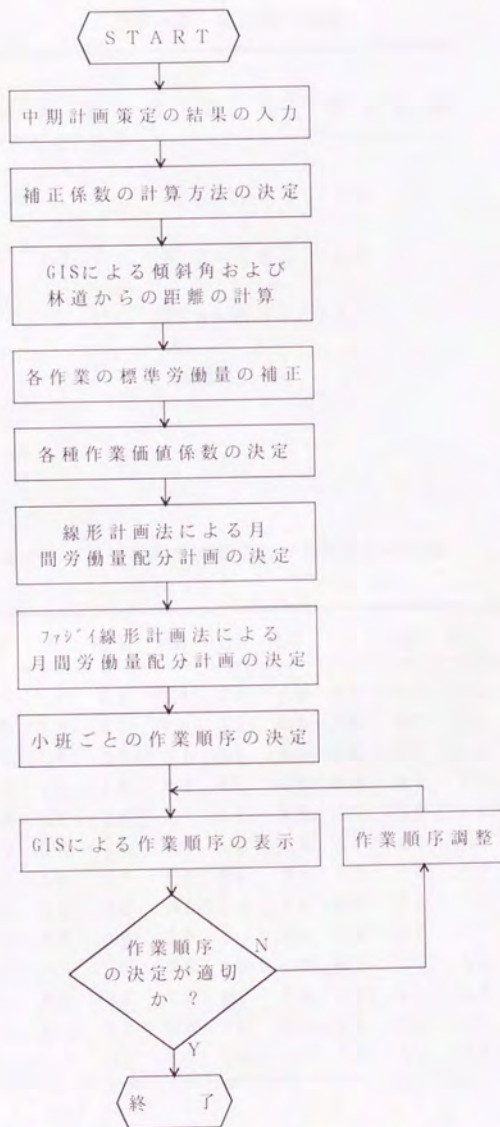 START
中期計画策定の結果の入力
補正係数の計算方法の決定
GISによる傾斜角および
林道からの距離の計算
各作業の標準労働量の補正
各種作業価値係数の決定
線形計画法による月
間労働量配分計画の決定
ファジイ線形計画法による
月間労働量配分計画の決定
小班ごとの作業順序の決定
GISによる作業順序の表示
作業順序調整
作業順序
の決定が適切
か ?
N
Y
終 了